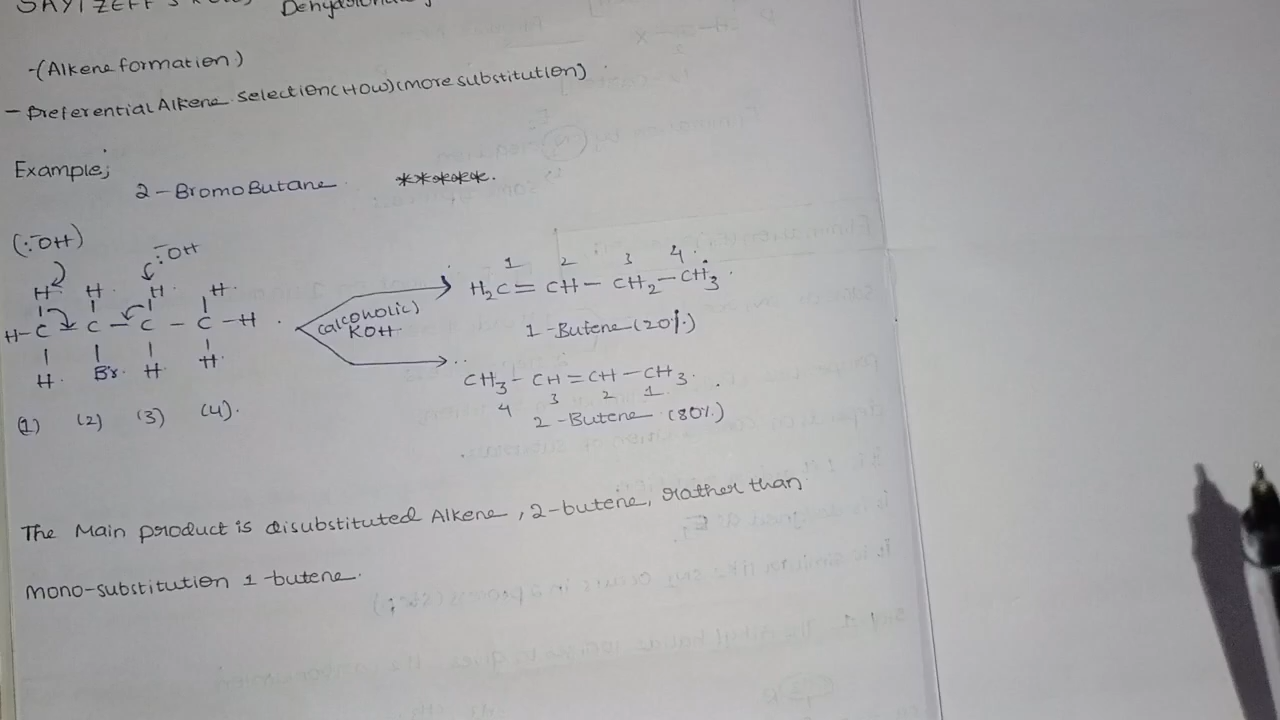 -(Alkene formation)
- Preferential Alkene selection(HOW)(more substitution)
Example;
2-BromoButane *****.
(:ŌH) :ŌH
H H H H
H-C-C-C-C-H
H Br H H
(1) (2) (3) (4).
(alcoholic)
KOH
1 2 3 4
H2C=CH-CH2-CH3
1-Butene(20%)
CH3-CH=CH-CH3
4 3 2 1
2-Butene (80%)
The Main product is disubstituted Alkene, 2-butene, rather than
mono-substitution 1-butene.